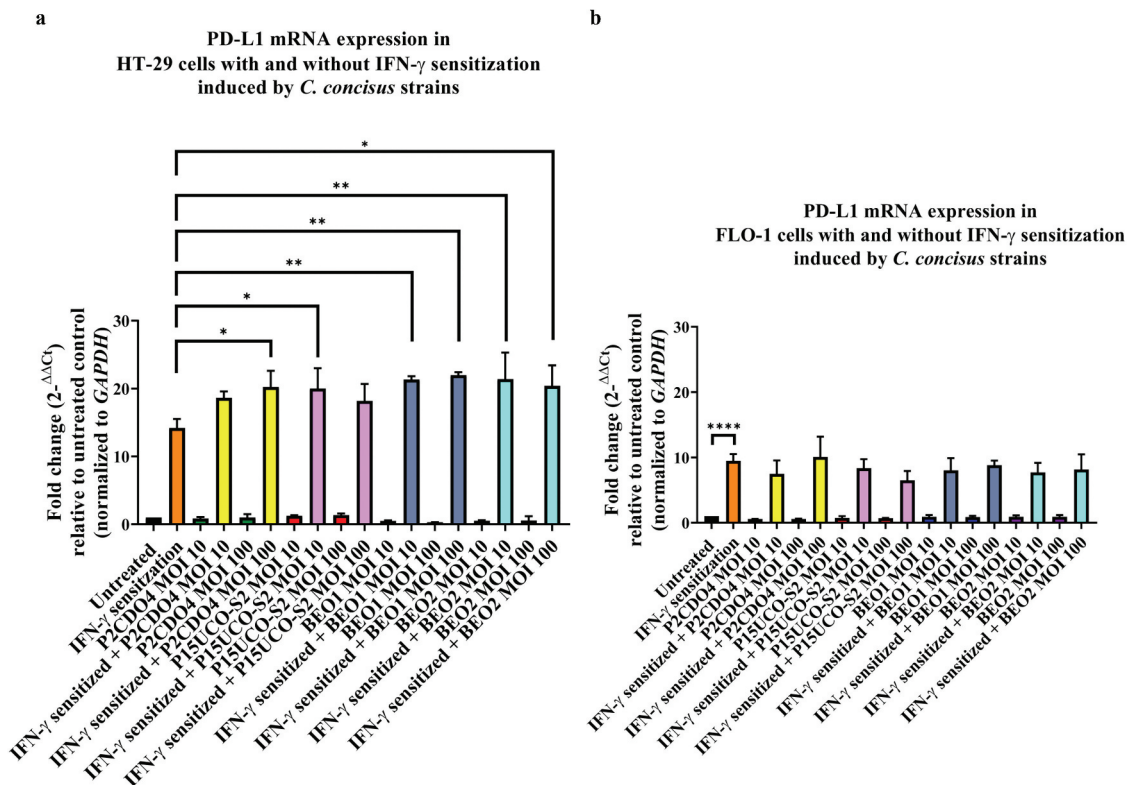 a
PD-L1 mRNA expression in
HT-29 cells with and without IFN-γ sensitization
induced by C. concisus strains
*
**
**
**
*
*
Fold change (2-ΔΔCt)
relative to untreated control
(normalized to GAPDH)
30
20
10
0
Untreated
IFN-γ sensitzation
P2CDO4 MOI 10
IFN-γ sensitized + P2CDO4 MOI 10
P2CDO4 MOI 100
IFN-γ sensitized + P2CDO4 MOI 100
P15UCO-S2 MOI 10
IFN-γ sensitized + P15UCO-S2 MOI 10
P15UCO-S2 MOI 100
IFN-γ sensitized + P15UCO-S2 MOI 100
BEO1 MOI 10
IFN-γ sensitized + BEO1 MOI 10
BEO1 MOI 100
IFN-γ sensitized + BEO1 MOI 100
BEO2 MOI 10
IFN-γ sensitized + BEO2 MOI 10
BEO2 MOI 100
IFN-γ sensitized + BEO2 MOI 100
b
PD-L1 mRNA expression in
FLO-1 cells with and without IFN-γ sensitization
induced by C. concisus strains
****
Fold change (2-ΔΔCt)
relative to untreated control
(normalized to GAPDH)
30
20
10
0
Untreated
IFN-γ sensitization
P2CDO4 MOI 10
IFN-γ sensitized + P2CDO4 MOI 10
P2CDO4 MOI 100
IFN-γ sensitized + P2CDO4 MOI 100
P15UCO-S2 MOI 10
IFN-γ sensitized + P15UCO-S2 MOI 10
P15UCO-S2 MOI 100
IFN-γ sensitized + P15UCO-S2 MOI 100
BEO1 MOI 10
IFN-γ sensitized + BEO1 MOI 10
BEO1 MOI 100
IFN-γ sensitized + BEO1 MOI 100
BEO2 MOI 10
IFN-γ sensitized + BEO2 MOI 10
BEO2 MOI 100
IFN-γ sensitized + BEO2 MOI 100